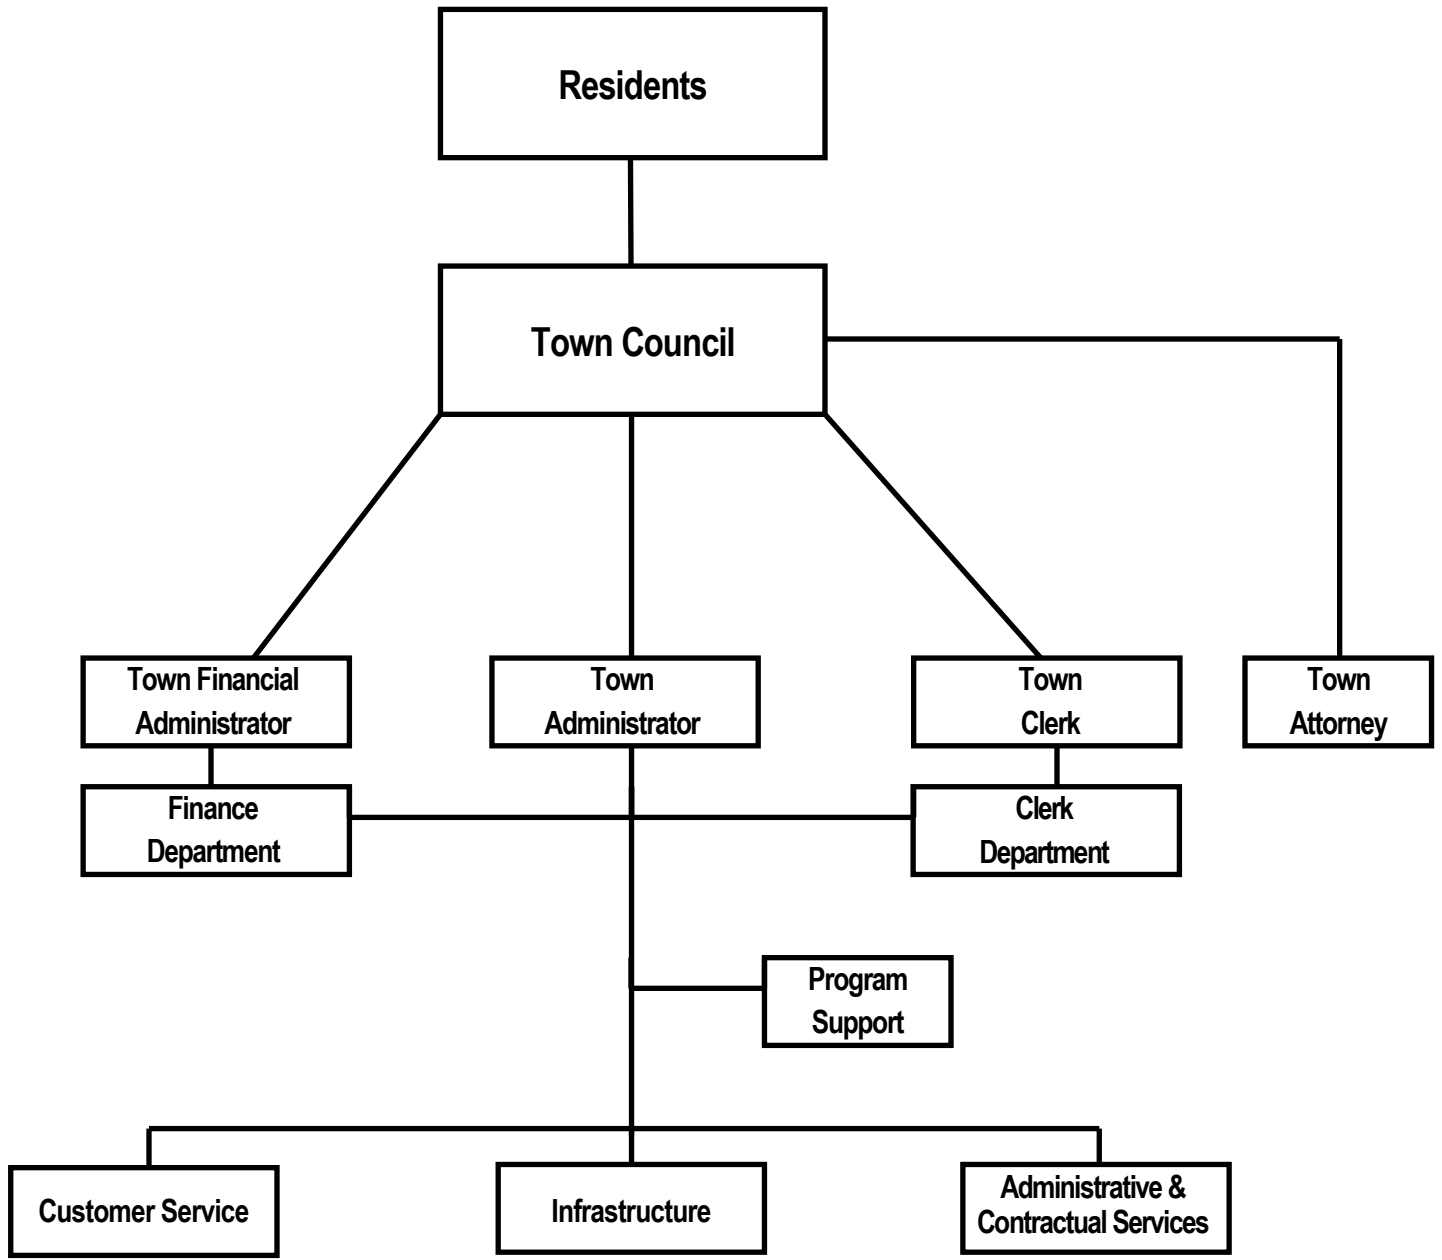 Residents
Town Council
Town Financial
Administrator
Town
Administrator
Town
Clerk
Town
Attorney
Finance
Department
Clerk
Department
Program
Support
Customer Service
Infrastructure
Administrative &
Contractual Services